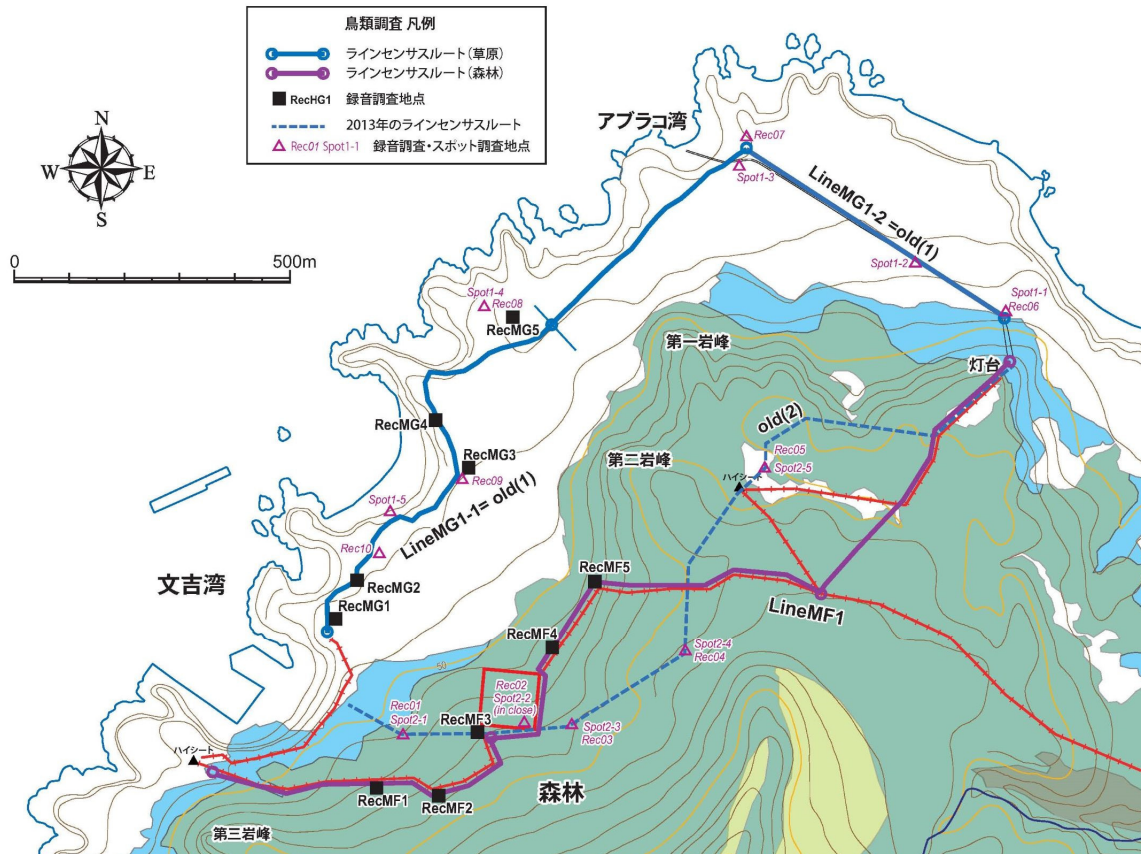 鳥類調査 凡例
ラインセンサスルート(草原)
ラインセンサスルート(森林)
RecHG1 録音調査地点
2013年のラインセンサスルート
Rec01 Spot1-1 録音調査・スポット調査地点
N
W E
S
0 500m
アブラコ湾
Rec07
Spot1-3
LineMG1-2 =old(1)
Spot1-2
Spot1-1
Rec06
Spot1-4
Rec08
RecMG5
第一岩峰
灯台
RecMG4
old(2)
RecMG3
Rec09
第二岩峰
Rec05
Spot2-5
ハイシート
Spot1-5
LineMG1-1= old(1)
Rec10
文吉湾
RecMG2
RecMG1
RecMF5
LineMF1
RecMF4
Spot2-4
Rec04
50
Rec02
Spot2-2
(in close)
Rec01
Spot2-1
RecMF3
Spot2-3
Rec03
ハイシート
RecMF1
RecMF2
森林
第三岩峰